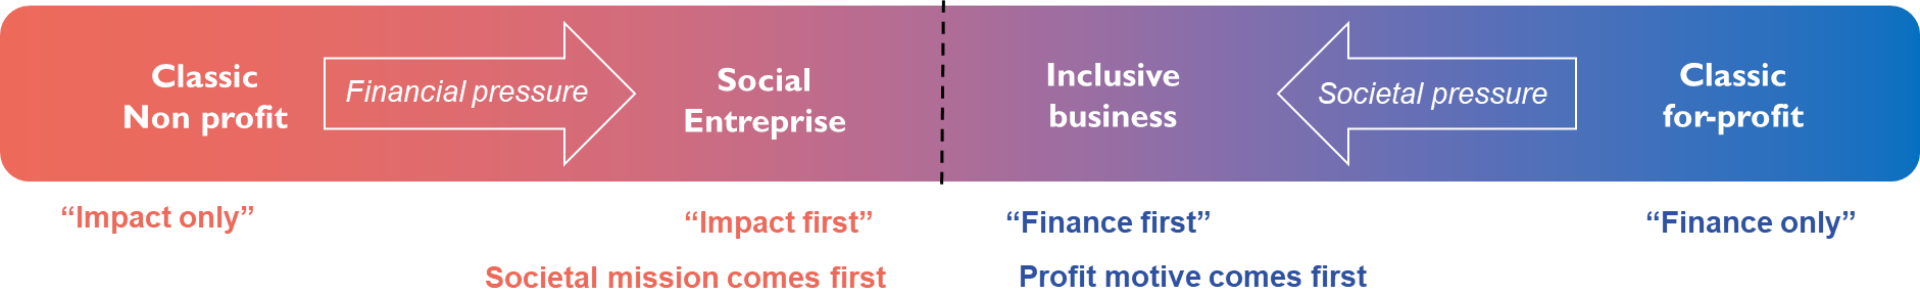 Classic
Non profit
Financial pressure
Social
Entreprise
Inclusive
business
Societal pressure
Classic
for-profit
“Impact only”
“Impact first”
“Finance first”
“Finance only”
Societal mission comes first
Profit motive comes first